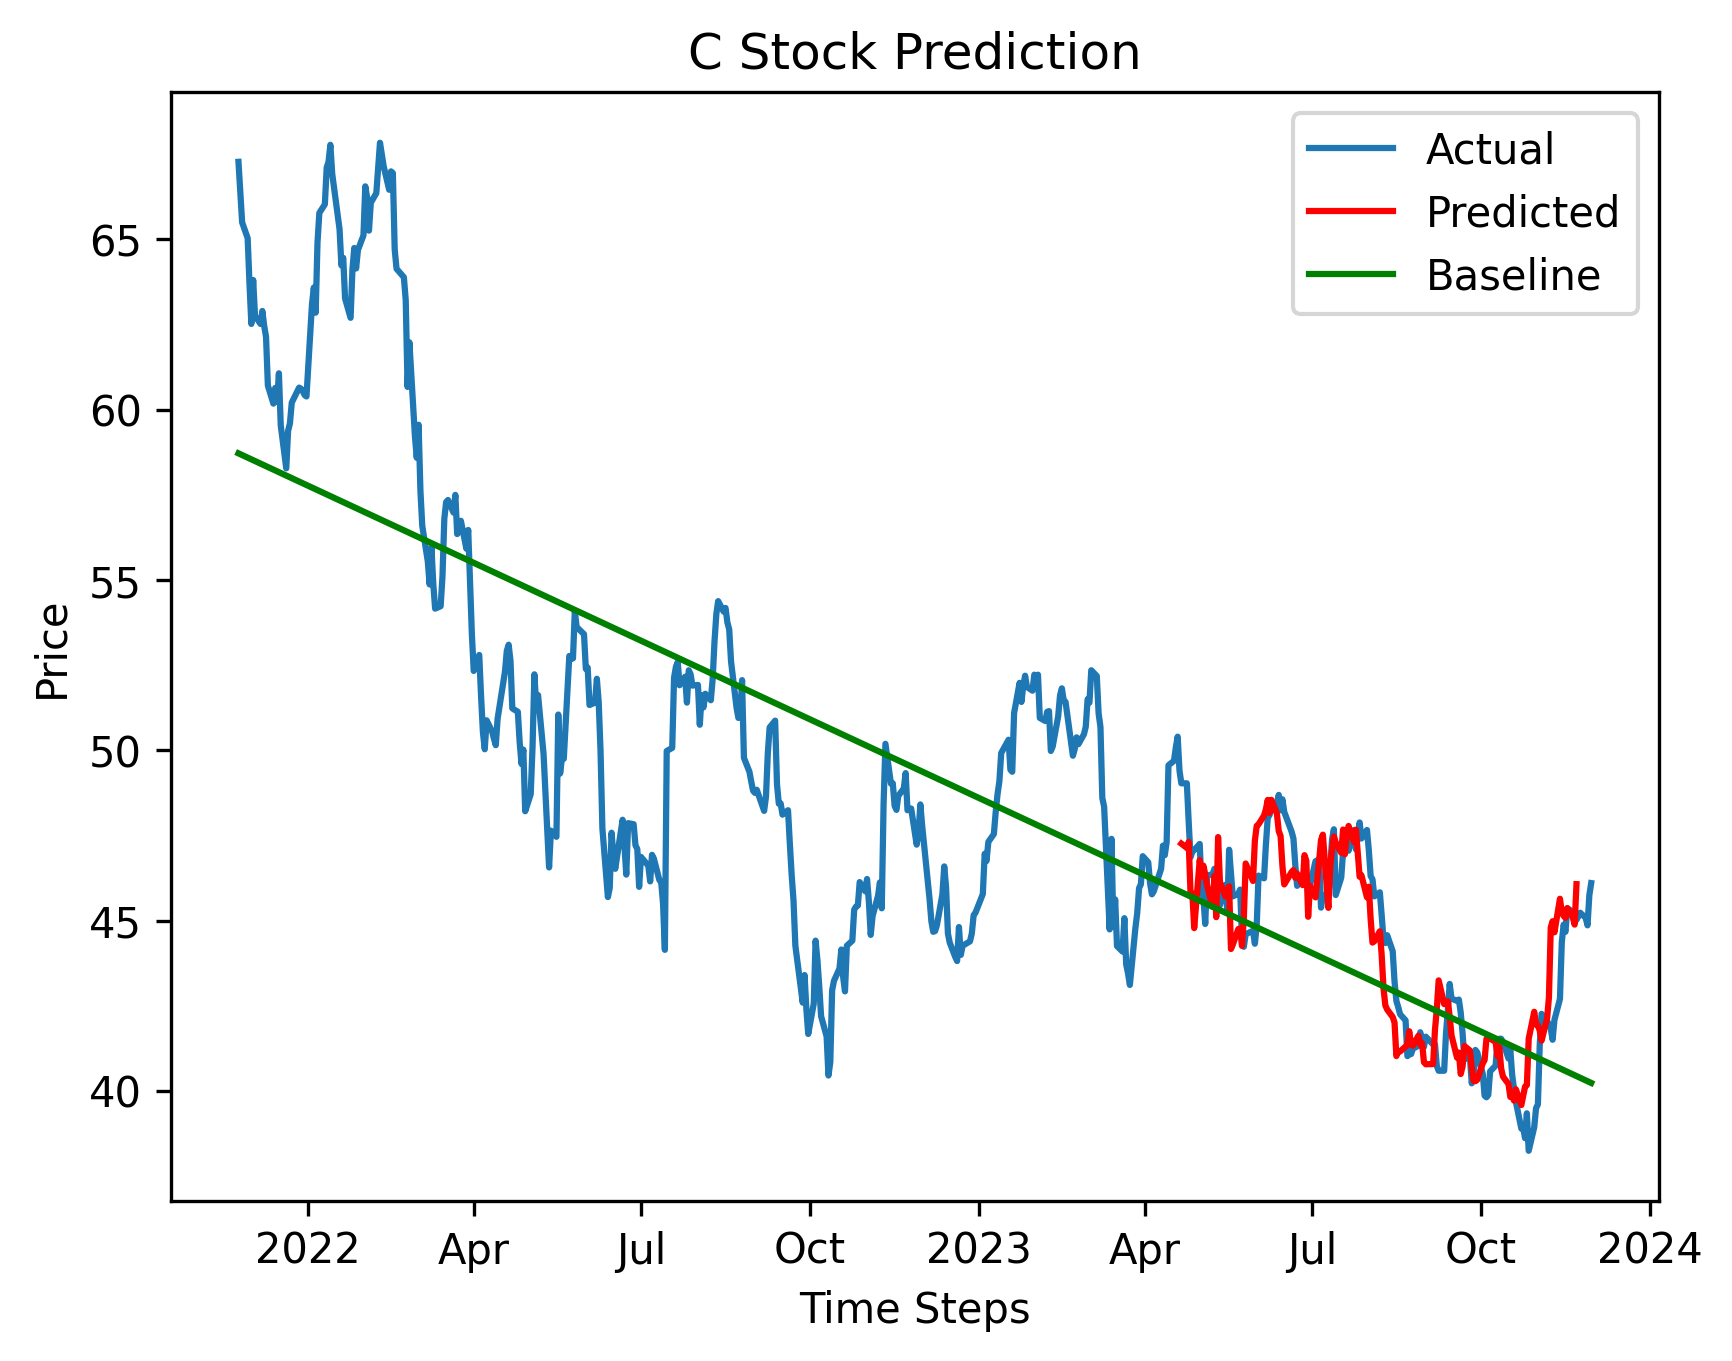 C Stock Prediction
Actual
Predicted
Baseline
Price
65
60
55
50
45
40
2022 Apr Jul Oct 2023 Apr Jul Oct 2024
Time Steps